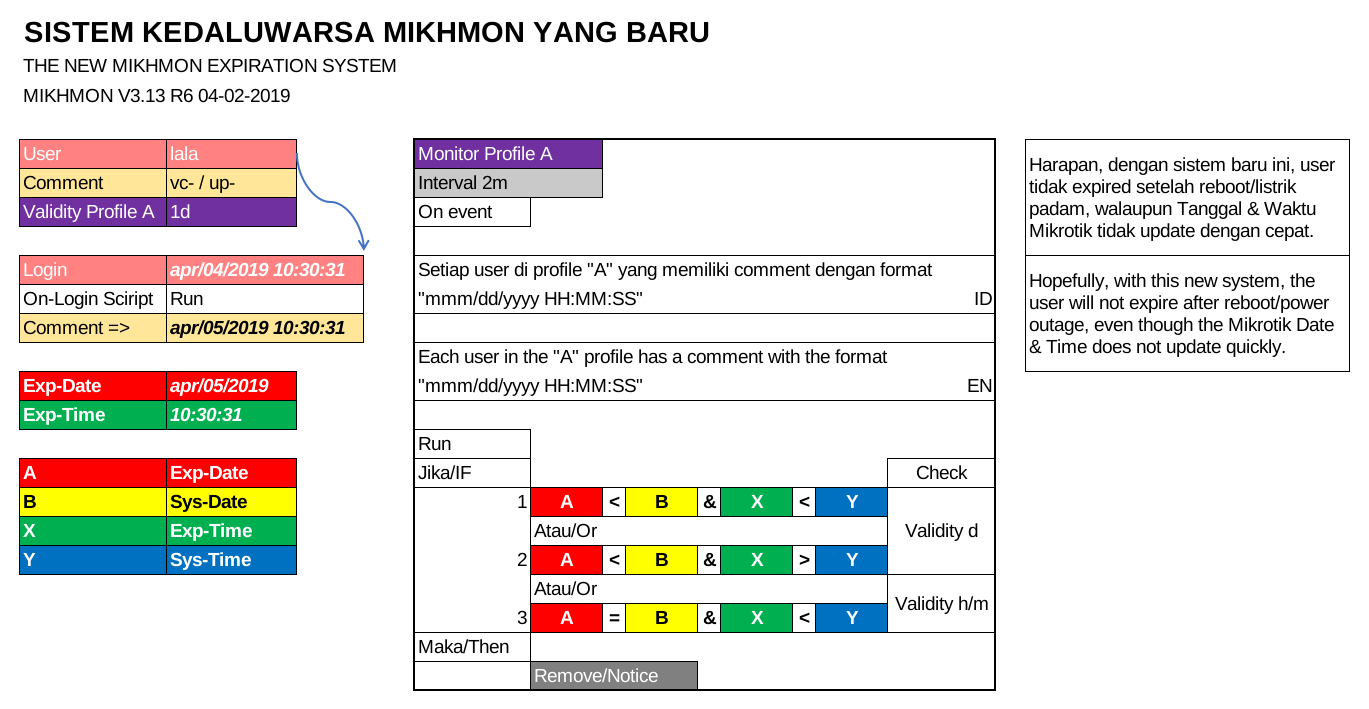 SISTEM KEDALUWARSA MIKHMON YANG BARU
THE NEW MIKHMON EXPIRATION SYSTEM
MIKHMON V3.13 R6 04-02-2019
User lala
Comment vc- / up-
Validity Profile A 1d
Login apr/04/2019 10:30:31
On-Login Sciript Run
Comment => apr/05/2019 10:30:31
Exp-Date apr/05/2019
Exp-Time 10:30:31
A Exp-Date
B Sys-Date
X Exp-Time
Y Sys-Time
Monitor Profile A
Interval 2m
On event
Setiap user di profile "A" yang memiliki comment dengan format
"mmm/dd/yyyy HH:MM:SS" ID
Each user in the "A" profile has a comment with the format
"mmm/dd/yyyy HH:MM:SS" EN
Run
Jika/IF Check
1 A < B & X < Y
Atau/Or Validity d
2 A < B & X > Y
Atau/Or
Validity h/m
3 A = B & X < Y
Maka/Then
Remove/Notice
Harapan, dengan sistem baru ini, user
tidak expired setelah reboot/listrik
padam, walaupun Tanggal & Waktu
Mikrotik tidak update dengan cepat.
Hopefully, with this new system, the
user will not expire after reboot/power
outage, even though the Mikrotik Date
& Time does not update quickly.